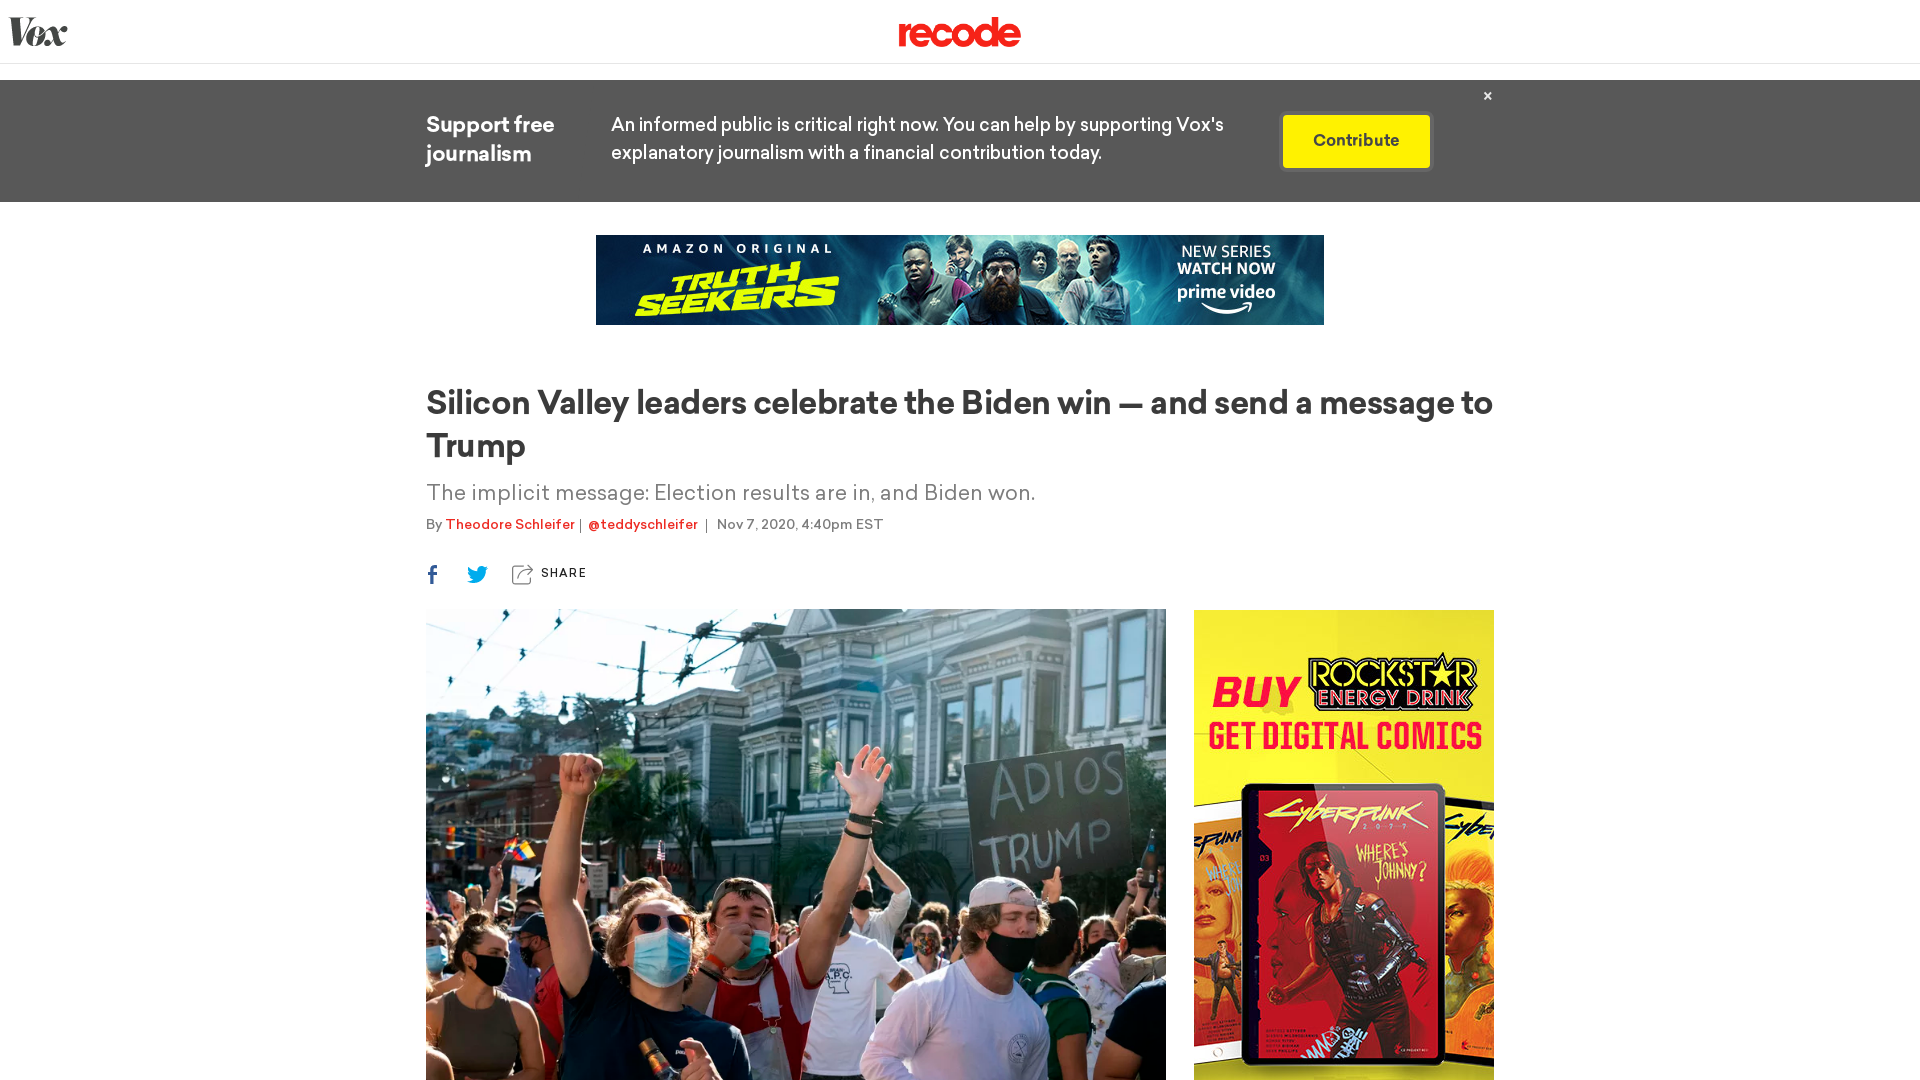 Vox
recode
×
Support free
journalism
An informed public is critical right now. You can help by supporting Vox's
explanatory journalism with a financial contribution today.
Contribute
AMAZON ORIGINAL
TRUTH
SEEKERS
NEW SERIES
WATCH NOW
prime video
Silicon Valley leaders celebrate the Biden win — and send a message to
Trump
The implicit message: Election results are in, and Biden won.
By Theodore Schleifer | @teddyschleifer | Nov 7, 2020, 4:40pm EST
SHARE
ADIOS
TRUMP
BUY ROCKSTAR
ENERGY DRINK
GET DIGITAL COMICS
CYBERPUNK
2077
WHERE'S
JOHNNY?